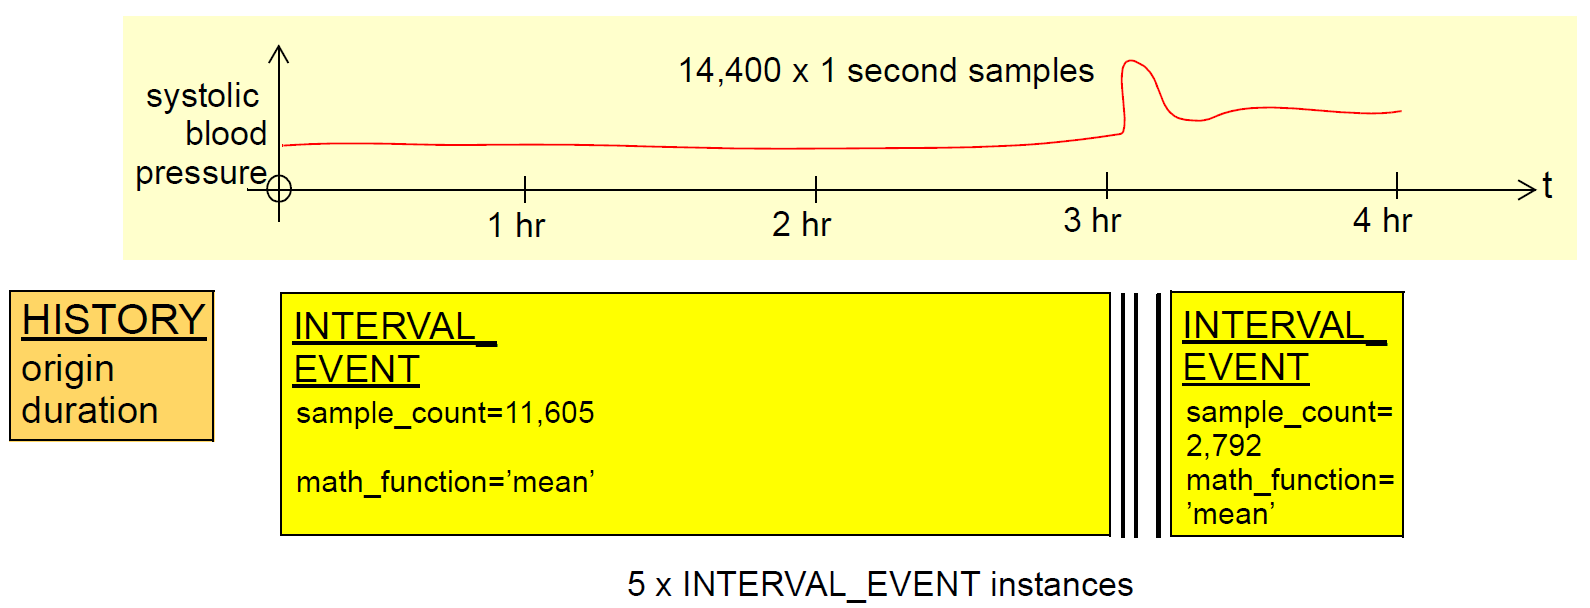 14,400 x 1 second samples
systolic
blood
pressure
t
1 hr
2 hr
3 hr
4 hr
HISTORY
origin
duration
INTERVAL_
EVENT
sample_count=11,605
math_function=’mean’
INTERVAL_
EVENT
sample_count=
2,792
math_function=
’mean’
5 x INTERVAL_EVENT instances